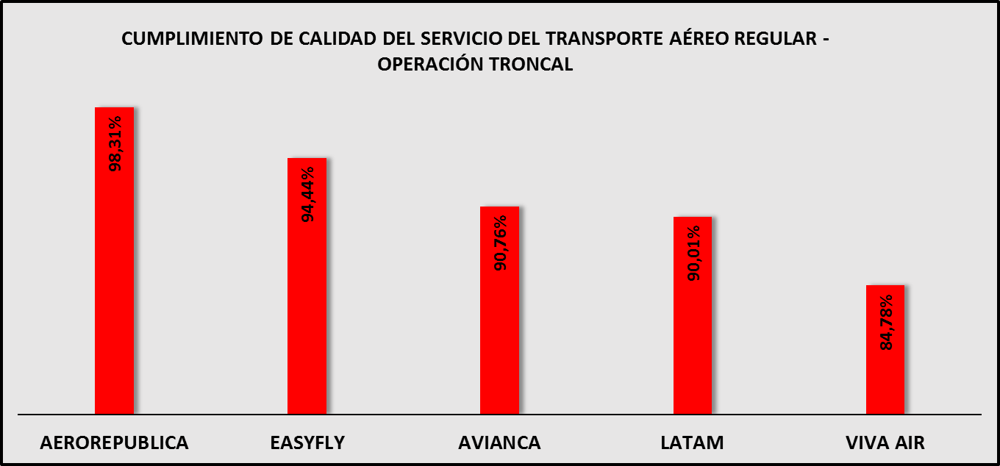 CUMPLIMIENTO DE CALIDAD DEL SERVICIO DEL TRANSPORTE AÉREO REGULAR -
OPERACIÓN TRONCAL
98,31%
94,44%
90,76%
90,01%
84,78%
AEROREPUBLICA
EASYFLY
AVIANCA
LATAM
VIVA AIR